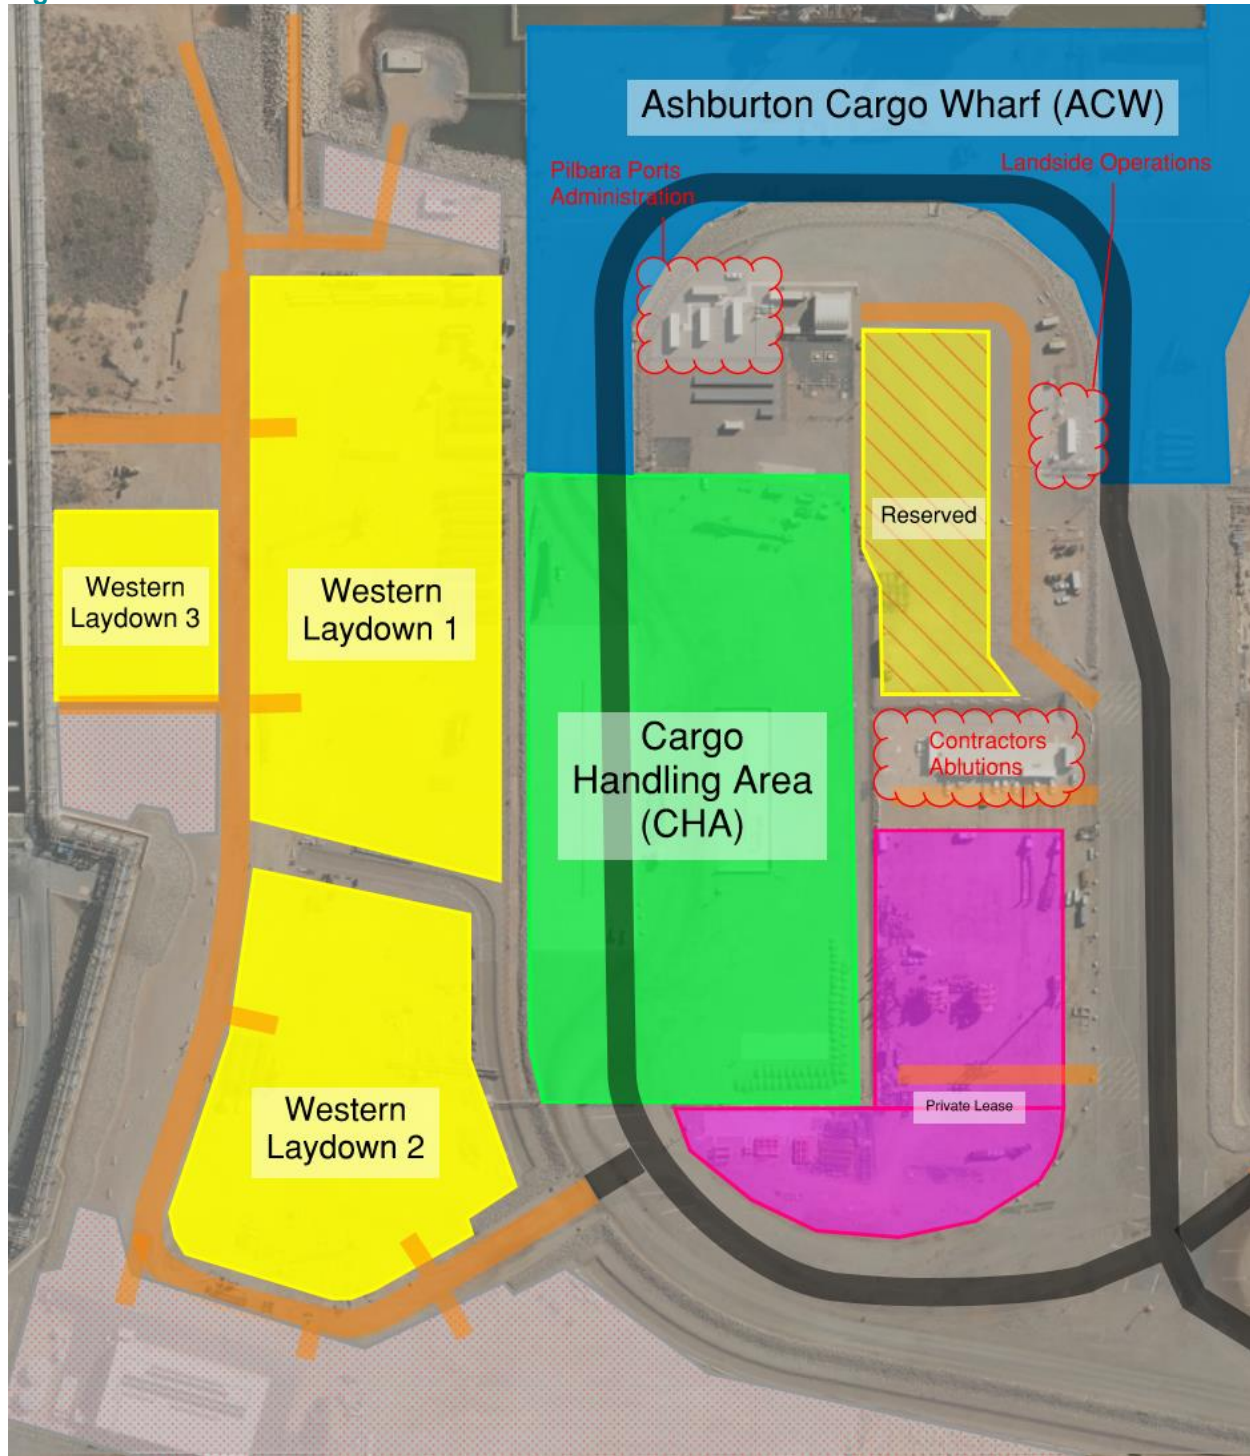 Ashburton Cargo Wharf (ACW)
Pilbara Ports
Administration
Landside Operations
Reserved
Western
Laydown 3
Western
Laydown 1
Cargo
Handling Area
(CHA)
Contractors
Ablutions
Private Lease
Western
Laydown 2